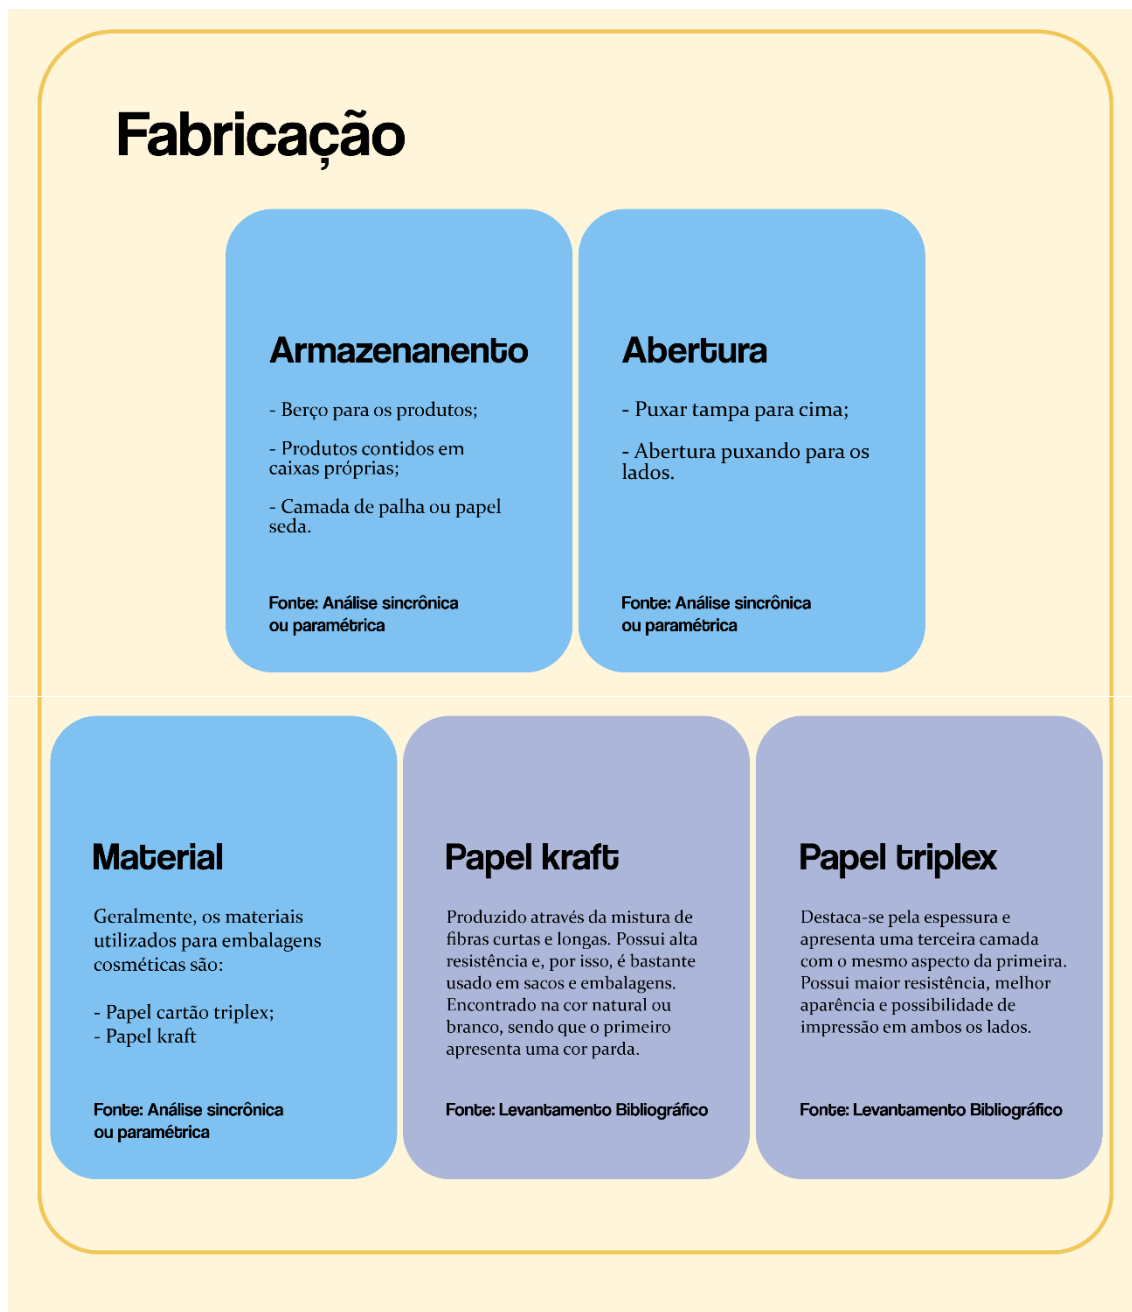 Fabricação
Armazenanento
- Berço para os produtos;
- Produtos contidos em
caixas próprias;
- Camada de palha ou papel
seda.
Fonte: Análise sincrônica
ou paramétrica
Abertura
- Puxar tampa para cima;
- Abertura puxando para os
lados.
Fonte: Análise sincrônica
ou paramétrica
Material
Geralmente, os materiais
utilizados para embalagens
cosméticas são:
- Papel cartão triplex;
- Papel kraft
Fonte: Análise sincrônica
ou paramétrica
Papel kraft
Produzido através da mistura de
fibras curtas e longas. Possui alta
resistência e, por isso, é bastante
usado em sacos e embalagens.
Encontrado na cor natural ou
branco, sendo que o primeiro
apresenta uma cor parda.
Fonte: Levantamento Bibliográfico
Papel triplex
Destaca-se pela espessura e
apresenta uma terceira camada
com o mesmo aspecto da primeira.
Possui maior resistência, melhor
aparência e possibilidade de
impressão em ambos os lados.
Fonte: Levantamento Bibliográfico